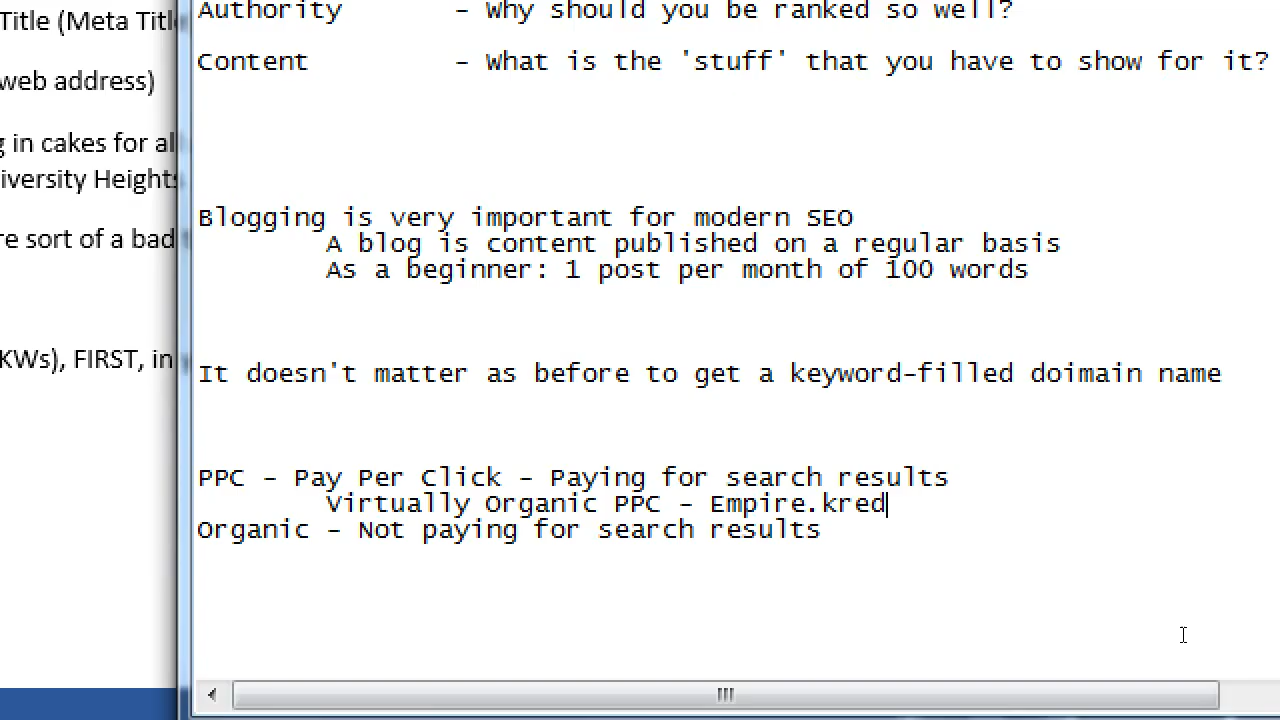 Title (Meta Titl
web address)
in cakes for al
iversity Heights
re sort of a bad
KWs), FIRST, in
Authority - Why should you be ranked so well?
Content - What is the 'stuff' that you have to show for it?
Blogging is very important for modern SEO
A blog is content published on a regular basis
As a beginner: 1 post per month of 100 words
It doesn't matter as before to get a keyword-filled doimain name
PPC - Pay Per Click - Paying for search results
Virtually Organic PPC - Empire.kred
Organic - Not paying for search results